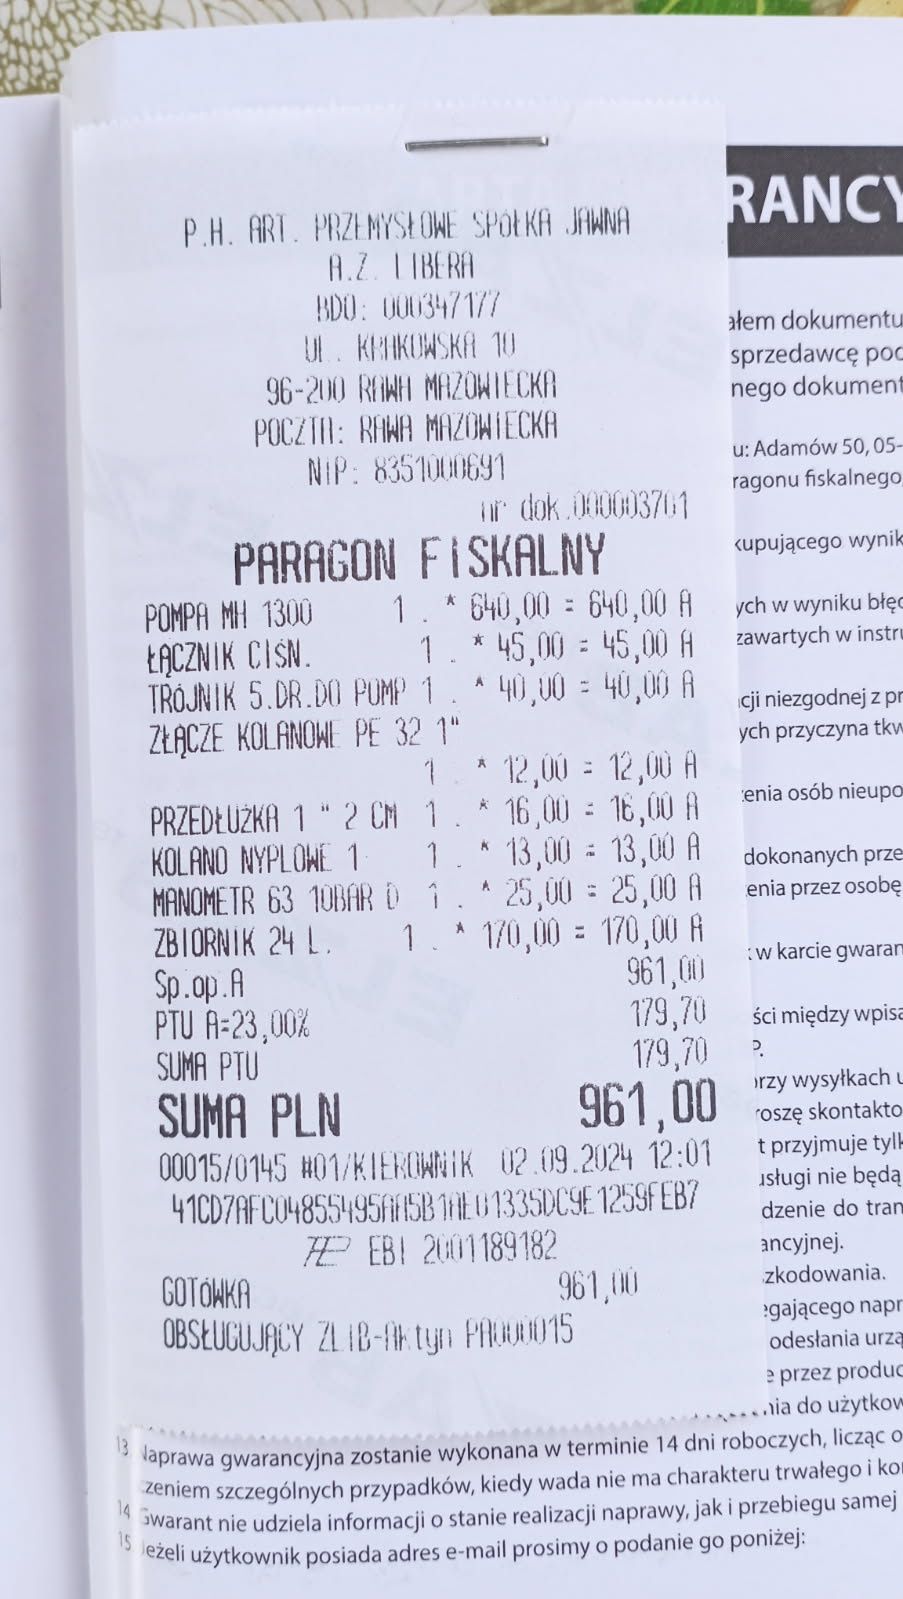 P.H. ART. PRZEMYSŁOWE SPÓŁKA JAWNA
A.Z. LIBERA
BDO: 000347177
UL. KRAKOWSKA 10
96-200 RAWA MAZOWIECKA
POCZTA: RAWA MAZOWIECKA
NIP: 8351000691
nr dok.000003701
PARAGON FISKALNY
POMPA MH 1300 1 . * 640,00 = 640,00 A
ŁĄCZNIK CIŚN. 1 . * 45,00 = 45,00 A
TRÓJNIK 5.DR.DO POMP 1 . * 40,00 = 40,00 A
ZŁĄCZE KOLANOWE PE 32 1"
1 . * 12,00 = 12,00 A
PRZEDŁUŻKA 1 " 2 CM 1 . * 16,00 = 16,00 A
KOLANO NYPLOWE 1 1 . * 13,00 = 13,00 A
MANOMETR 63 10BAR D 1 . * 25,00 = 25,00 A
ZBIORNIK 24 L. 1 . * 170,00 = 170,00 A
Sp.op.A 961,00
PTU A=23,00% 179,70
SUMA PTU 179,70
SUMA PLN 961,00
00015/0145 #01/KIEROWNIK 02.09.2024 12:01
41CD7AFC04855495AA5B1AE01335DC9E1259FEB7
EBI 2001189182
GOTÓWKA 961,00
OBSŁUGUJĄCY ZLIB-Aktyn PA000015
RANCY
ałem dokumentu
sprzedawcę pod
nego dokument
u: Adamów 50, 05-
ragonu fiskalnego,
kupującego wynik
ych w wyniku błęd
zawartych w instru
cji niezgodnej z pr
ych przyczyna tkw
zenia osób nieupo
dokonanych prze
enia przez osobę
w karcie gwaran
ści między wpisa
P.
przy wysyłkach u
roszę skontakto
t przyjmuje tylk
usługi nie będą
dzenie do tran
ancyjnej.
zkodowania.
egającego napr
odesłania urzą
e przez produc
nia do użytkow
13. Naprawa gwarancyjna zostanie wykonana w terminie 14 dni roboczych, licząc o
czeniem szczególnych przypadków, kiedy wada nie ma charakteru trwałego i kor
14. Gwarant nie udziela informacji o stanie realizacji naprawy, jak i przebiegu samej
15. Jeżeli użytkownik posiada adres e-mail prosimy o podanie go poniżej: